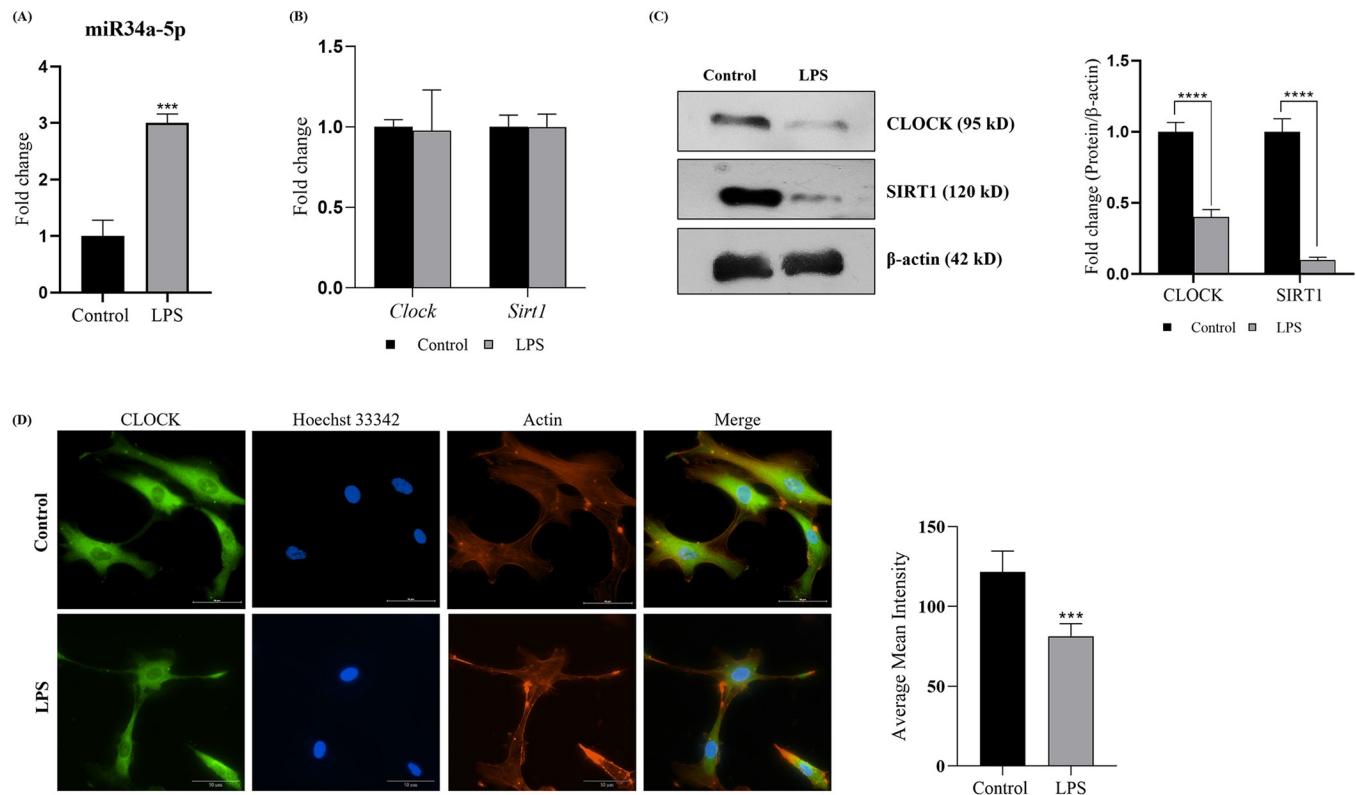 (A)
miR34a-5p
Fold change
4
3
2
1
0
***
Control LPS
(B)
Fold change
1.5
1.0
0.5
0.0
Clock Sirt1
Control LPS
(C)
Control LPS
CLOCK (95 kD)
SIRT1 (120 kD)
β-actin (42 kD)
Fold change (Protein/β-actin)
1.5
1.0
0.5
0.0
**** ****
CLOCK SIRT1
Control LPS
(D)
CLOCK Hoechst 33342 Actin Merge
Control
LPS
Average Mean Intensity
150
100
50
0
***
Control LPS